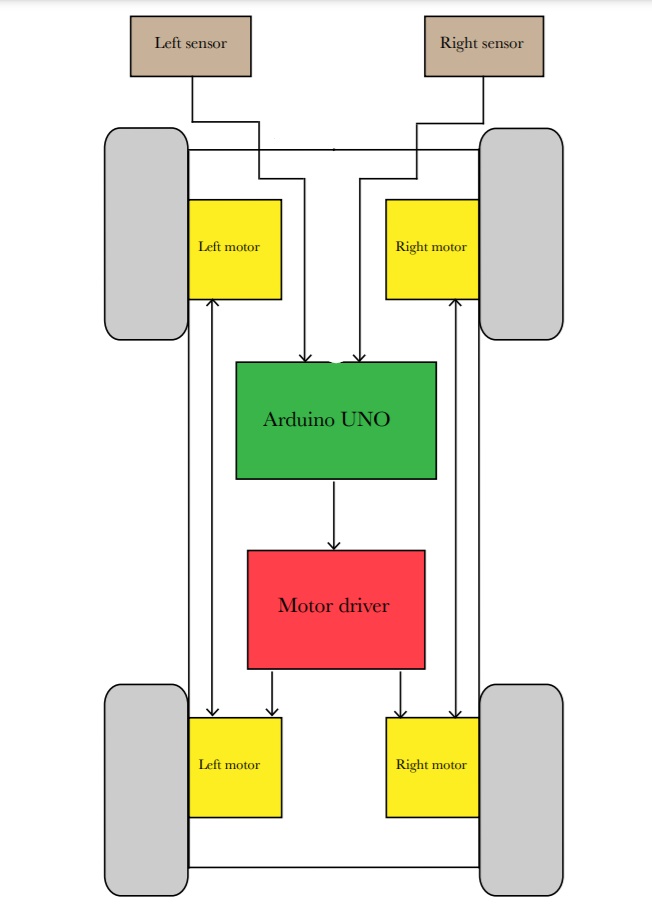 Left sensor
Right sensor
Left motor
Right motor
Arduino UNO
Motor driver
Left motor
Right motor